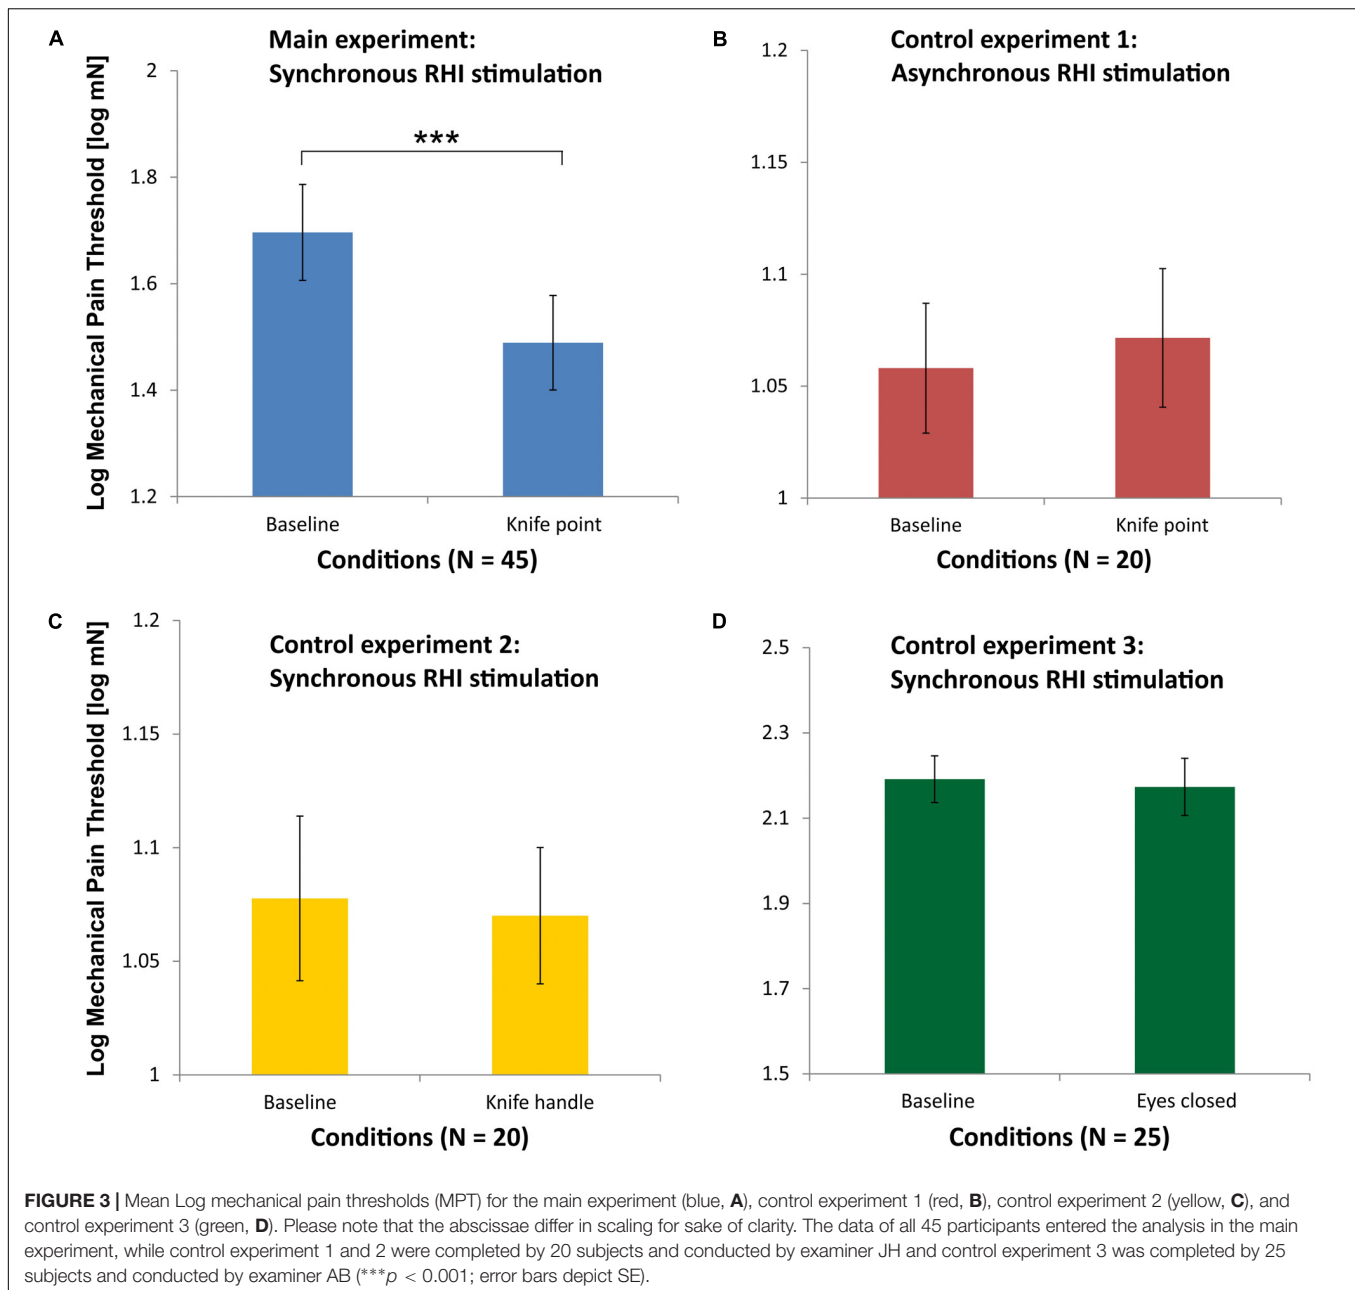 A
Main experiment:
Synchronous RHI stimulation
Log Mechanical Pain Threshold [log mN]
2
1.8
1.6
1.4
1.2
***
Baseline
Knife point
Conditions (N = 45)
B
Control experiment 1:
Asynchronous RHI stimulation
1.2
1.15
1.1
1.05
1
Baseline
Knife point
Conditions (N = 20)
C
Control experiment 2:
Synchronous RHI stimulation
Log Mechanical Pain Threshold [log mN]
1.2
1.15
1.1
1.05
1
Baseline
Knife handle
Conditions (N = 20)
D
Control experiment 3:
Synchronous RHI stimulation
2.5
2.3
2.1
1.9
1.7
1.5
Baseline
Eyes closed
Conditions (N = 25)
FIGURE 3 | Mean Log mechanical pain thresholds (MPT) for the main experiment (blue, A), control experiment 1 (red, B), control experiment 2 (yellow, C), and
control experiment 3 (green, D). Please note that the abscissae differ in scaling for sake of clarity. The data of all 45 participants entered the analysis in the main
experiment, while control experiment 1 and 2 were completed by 20 subjects and conducted by examiner JH and control experiment 3 was completed by 25
subjects and conducted by examiner AB (***p < 0.001; error bars depict SE).